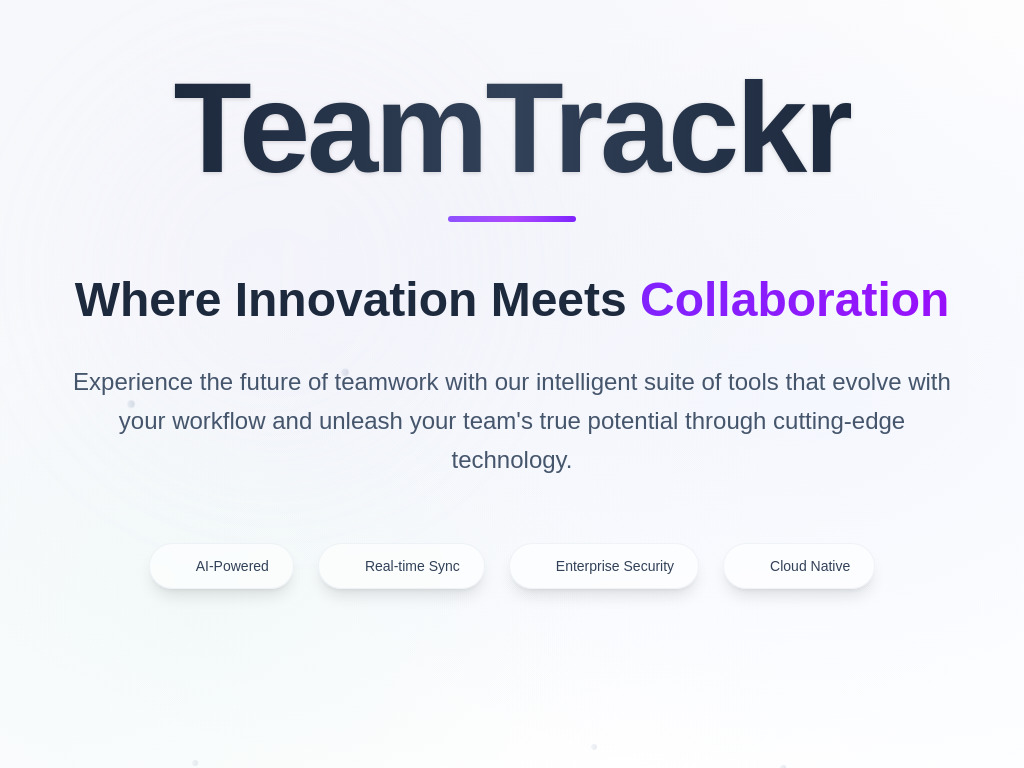 TeamTrackr
Where Innovation Meets Collaboration
Experience the future of teamwork with our intelligent suite of tools that evolve with
your workflow and unleash your team's true potential through cutting-edge
technology.
AI-Powered
Real-time Sync
Enterprise Security
Cloud Native